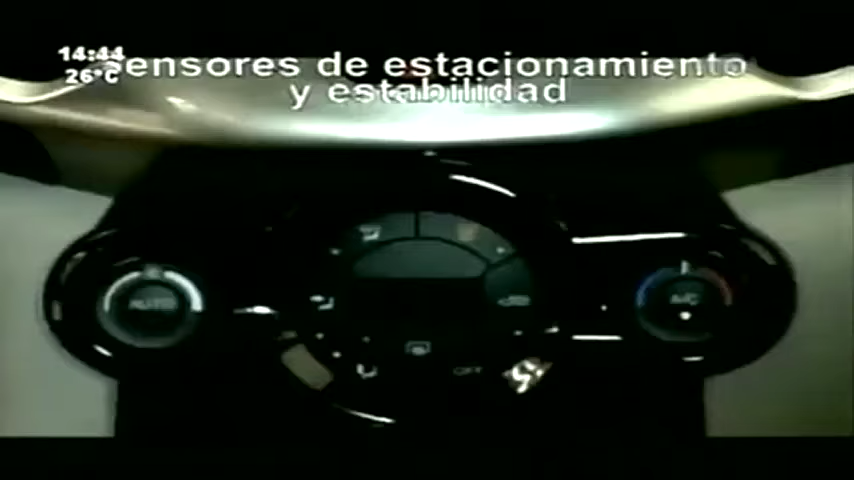 14:44
26°C
sensores de estacionamiento
y estabilidad
AUTO
A/C
OFF